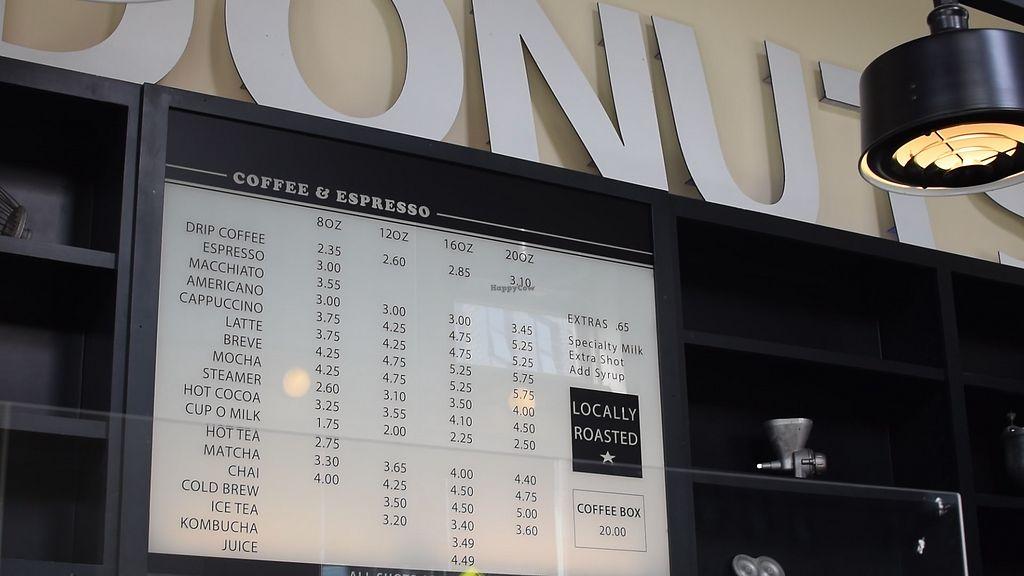 DONUTS
COFFEE & ESPRESSO
8OZ 12OZ 16OZ 20OZ
DRIP COFFEE 2.35 2.60 2.85 3.10
ESPRESSO 3.00
MACCHIATO 3.55
AMERICANO 3.00 3.00 3.00 3.45
CAPPUCCINO 3.75 4.25 4.75 5.25
LATTE 3.75 4.25 4.75 5.25
BREVE 4.25 4.75 5.25 5.75
MOCHA 4.25 4.75 5.25 5.75
STEAMER 2.60 3.10 3.50 4.00
HOT COCOA 3.25 3.55 4.10 4.50
CUP O MILK 1.75 2.00 2.25 2.50
HOT TEA 2.75
MATCHA 3.30 3.65 4.00 4.40
CHAI 4.00 4.25 4.50 4.75
COLD BREW 3.50 4.50 5.00
ICE TEA 3.20 3.40 3.60
KOMBUCHA 3.49
JUICE 4.49
EXTRAS .65
Specialty Milk
Extra Shot
Add Syrup
LOCALLY
ROASTED
COFFEE BOX
20.00
ALL SHOTS
HappyCow